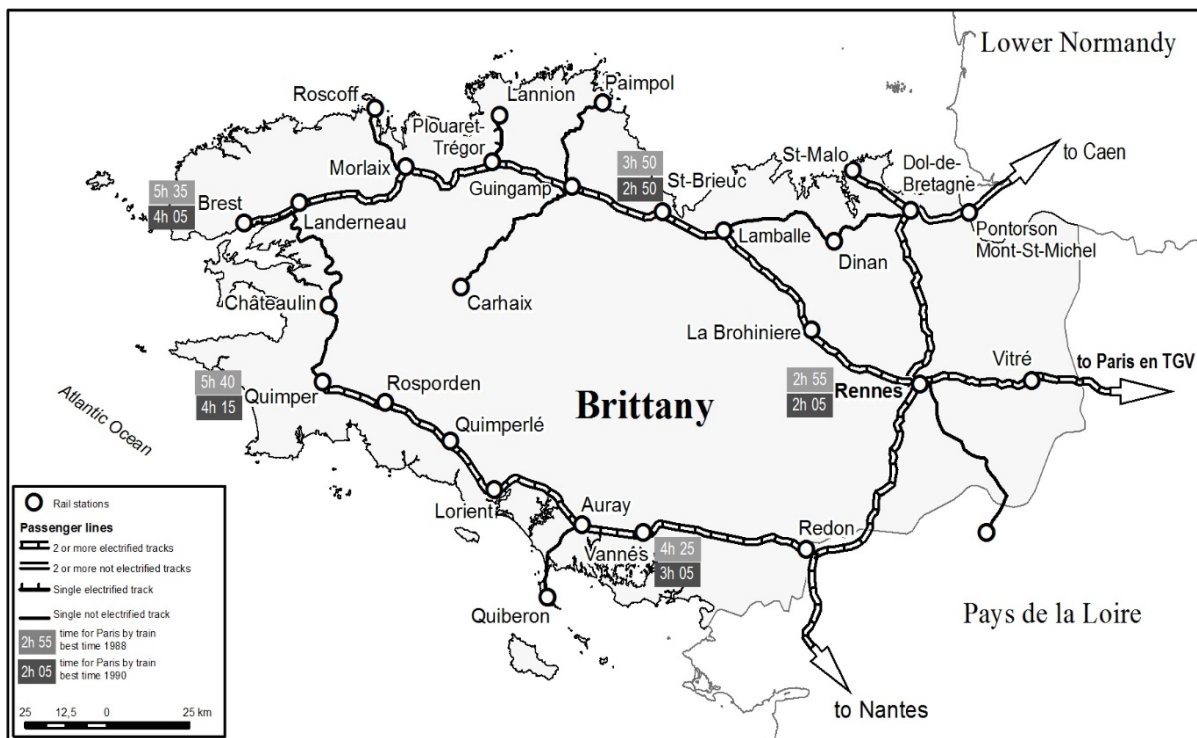 Lower Normandy
Roscoff
Lannion
Paimpol
Plouaret-
Trégor
St-Malo
Dol-de-
Bretagne
to Caen
Morlaix
3h 50
2h 50
St-Brieuc
Guingamp
5h 35
4h 05
Brest
Landerneau
Lamballe
Dinan
Pontorson
Mont-St-Michel
Châteaulin
Carhaix
La Brohiniere
Vitré
to Paris en TGV
5h 40
4h 15
Quimper
Rosporden
Brittany
2h 55
2h 05
Rennes
Atlantic Ocean
Quimperlé
Lorient
Auray
Redon
Vannés
4h 25
3h 05
Quiberon
Pays de la Loire
to Nantes
Rail stations
Passenger lines
2 or more electrified tracks
2 or more not electrified tracks
Single electrified track
Single not electrified track
2h 55
time for Paris by train
best time 1988
2h 05
time for Paris by train
best time 1990
25 12,5 0 25 km